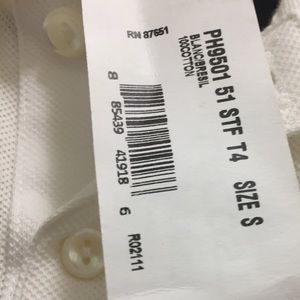 RN 87651
PH9501 51 STF T4 SIZE S
BLANC/BRESIL
100COTTON
8 85439 41918 6
R02111